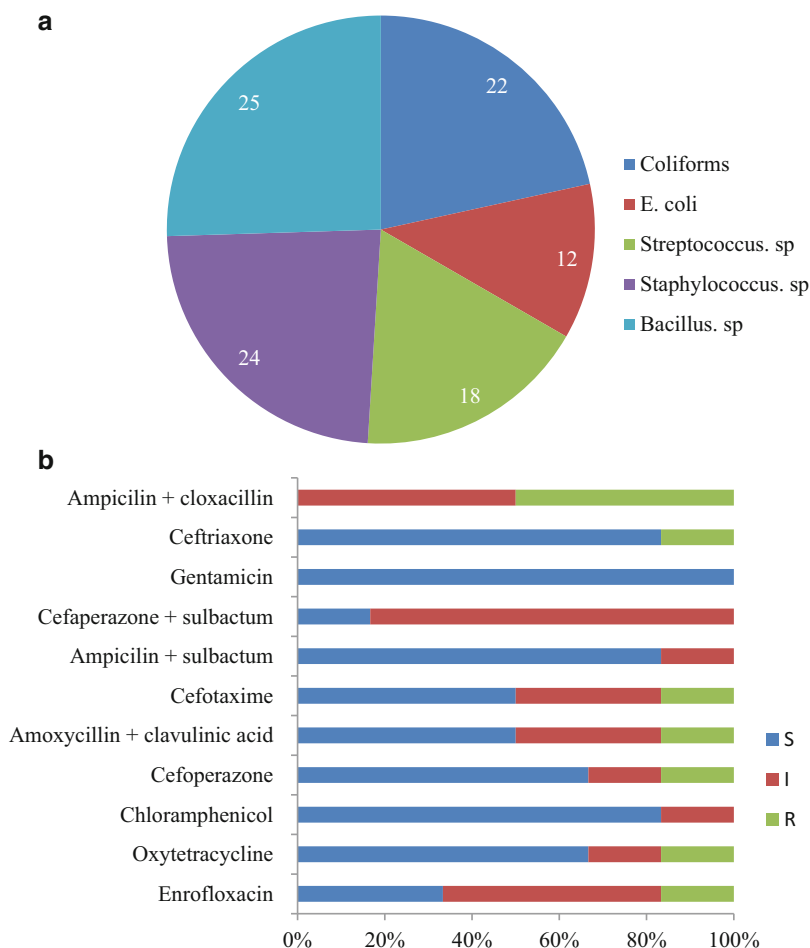 a
22
12
18
24
25
Coliforms
E. coli
Streptococcus. sp
Staphylococcus. sp
Bacillus. sp
b
Ampicilin + cloxacillin
Ceftriaxone
Gentamicin
Cefaperazone + sulbactum
Ampicilin + sulbactum
Cefotaxime
Amoxycillin + clavulinic acid
Cefoperazone
Chloramphenicol
Oxytetracycline
Enrofloxacin
0% 20% 40% 60% 80% 100%
S
I
R